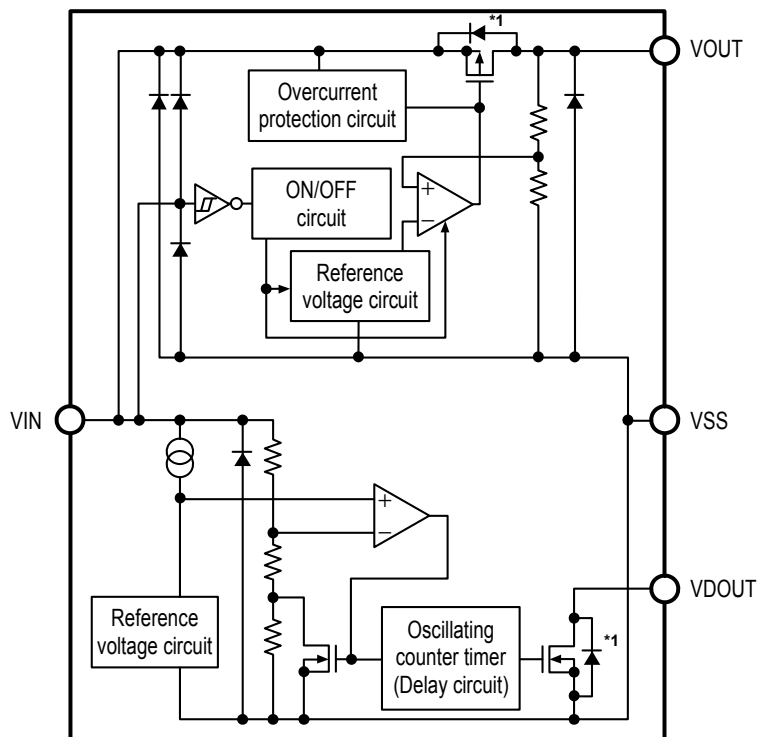 *1
VOUT
Overcurrent
protection circuit
+
−
ON/OFF
circuit
Reference
voltage circuit
VIN
VSS
+
−
VDOUT
Reference
voltage circuit
Oscillating
counter timer
(Delay circuit)
*1